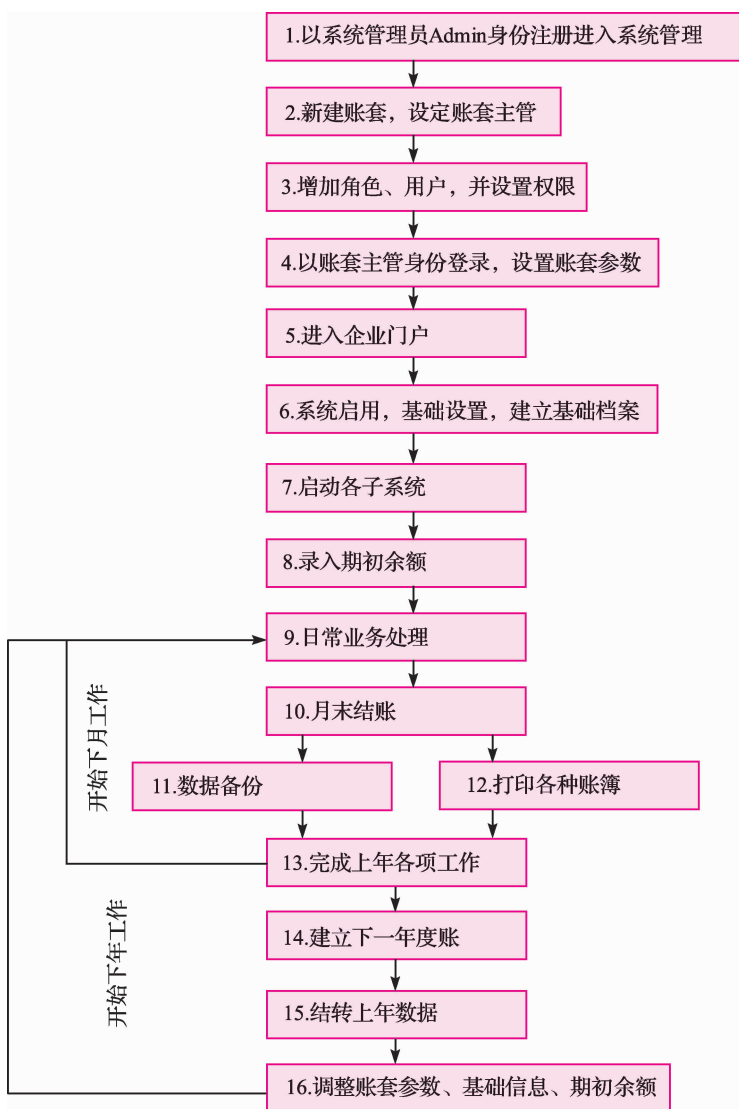 1.以系统管理员Admin身份注册进入系统管理
2.新建账套，设定账套主管
3.增加角色、用户，并设置权限
4.以账套主管身份登录，设置账套参数
5.进入企业门户
6.系统启用，基础设置，建立基础档案
7.启动各子系统
8.录入期初余额
9.日常业务处理
10.月末结账
开始下月工作
11.数据备份
12.打印各种账簿
13.完成上年各项工作
开始下年工作
14.建立下一年度账
15.结转上年数据
16.调整账套参数、基础信息、期初余额